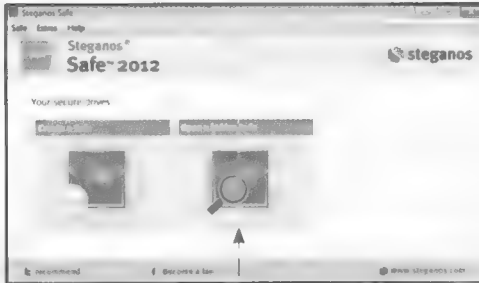 Steganos Safe
Safe Extras Help
Steganos®
Safe™ 2012
steganos
Your secure drives
recommend
Become a fan
www.steganos.com